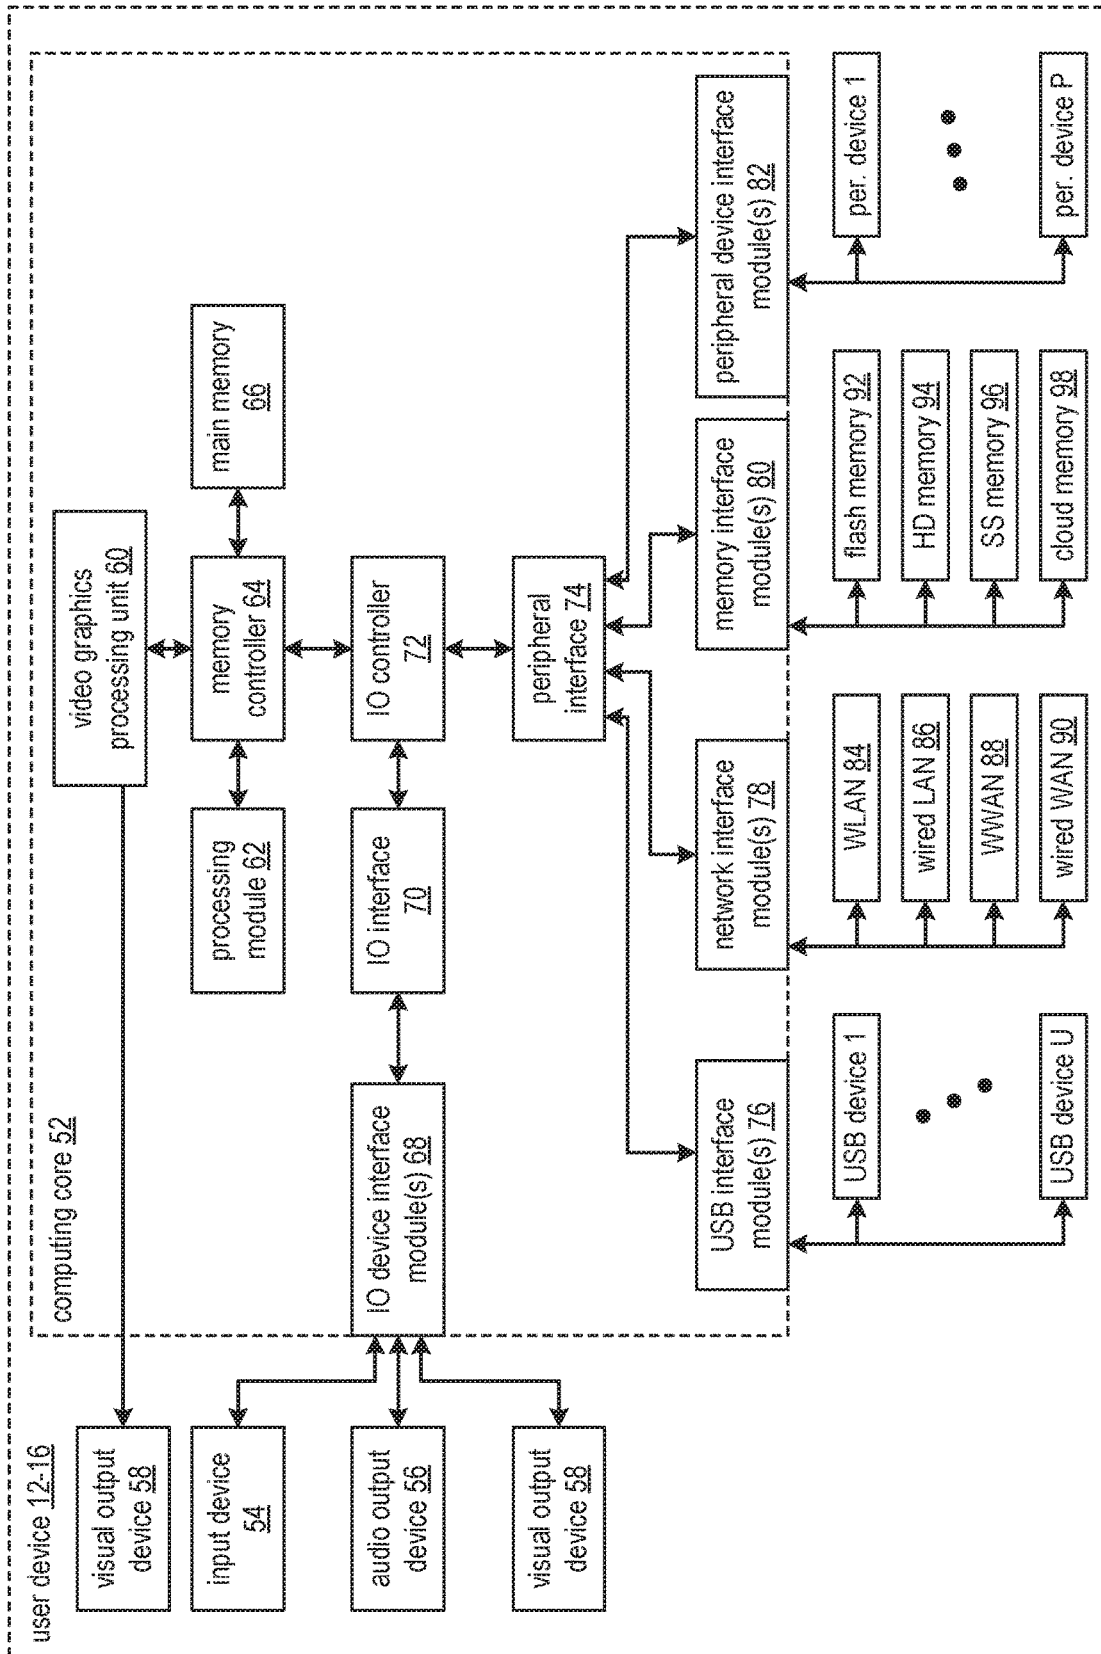 user device 12-16
computing core 52
visual output
device 58
video graphics
processing unit 60
input device
54
processing
module 62
memory
controller 64
main memory
66
audio output
device 56
IO device interface
module(s) 68
IO interface
70
IO controller
72
visual output
device 58
peripheral
interface 74
USB interface
module(s) 76
network interface
module(s) 78
memory interface
module(s) 80
peripheral device interface
module(s) 82
USB device 1
USB device U
WLAN 84
wired LAN 86
WWAN 88
wired WAN 90
flash memory 92
HD memory 94
SS memory 96
cloud memory 98
per. device 1
per. device P